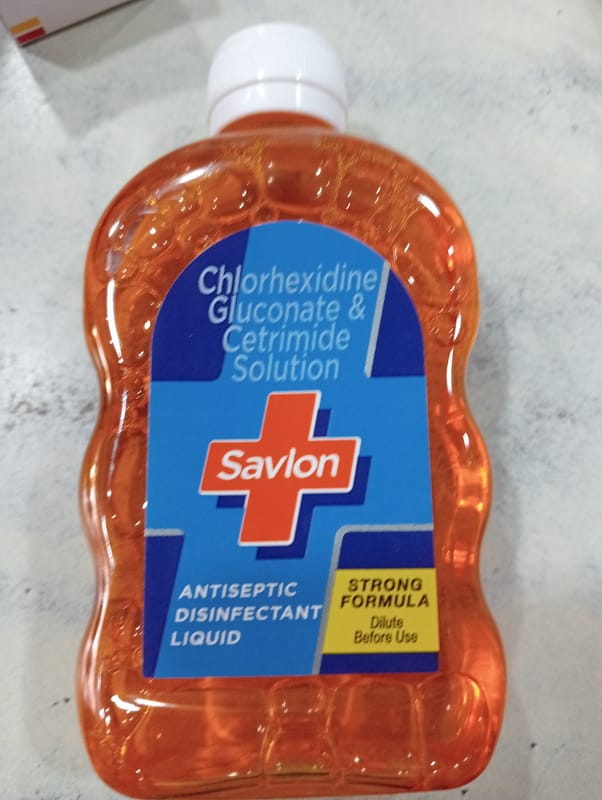 Chlorhexidine
Gluconate &
Cetrimide
Solution
Savlon
ANTISEPTIC
DISINFECTANT
LIQUID
STRONG
FORMULA
Dilute
Before Use